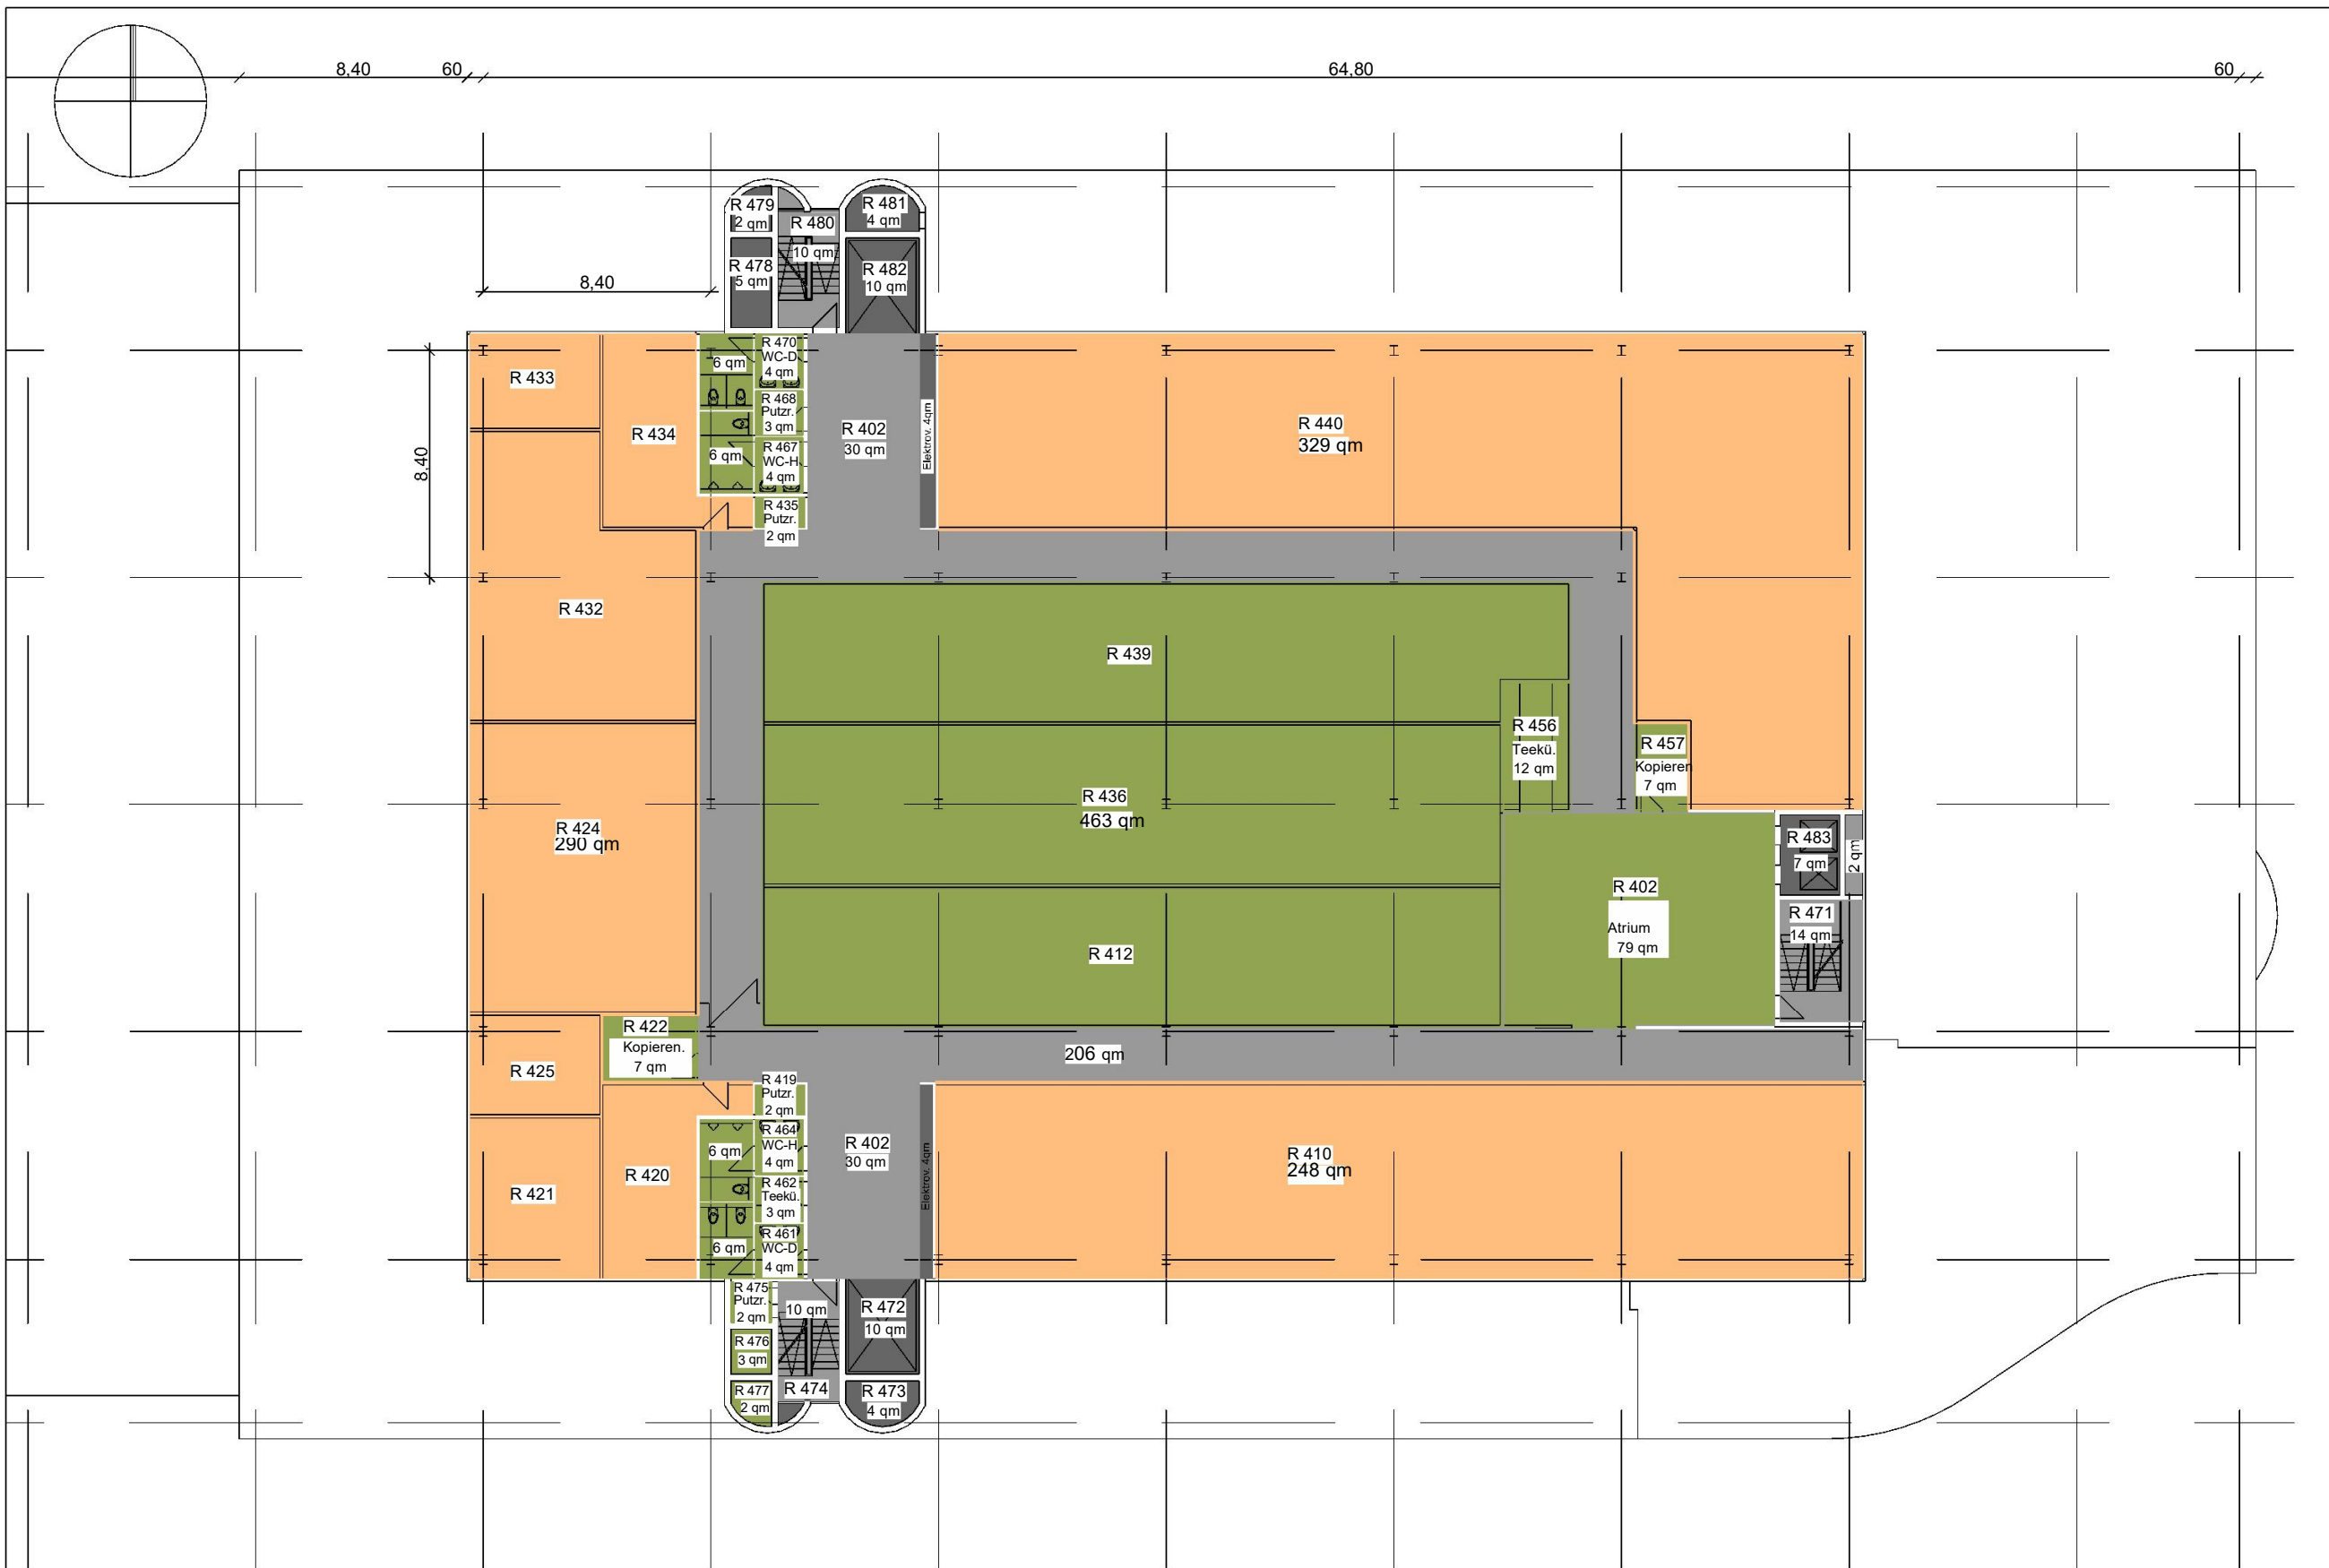 8,40
60
64,80
60
R 479
2 qm
R 480
10 qm
R 481
4 qm
R 478
5 qm
R 482
10 qm
8,40
8,40
R 433
R 434
6 qm
R 470
WC-D
4 qm
R 468
Putzr.
3 qm
6 qm
R 467
WC-H
4 qm
R 435
Putzr.
2 qm
R 402
30 qm
Elektrov. 4qm
R 440
329 qm
R 432
R 439
R 456
Teekü.
12 qm
R 457
Kopieren
7 qm
R 436
463 qm
R 424
290 qm
R 483
7 qm
2 qm
R 402
Atrium
79 qm
R 471
14 qm
R 412
R 422
Kopieren.
7 qm
R 425
206 qm
R 419
Putzr.
2 qm
6 qm
R 464
WC-H
4 qm
R 462
Teekü.
3 qm
6 qm
R 461
WC-D
4 qm
R 402
30 qm
Elektrov. 4qm
R 410
248 qm
R 420
R 421
R 475
Putzr.
2 qm
10 qm
R 472
10 qm
R 476
3 qm
R 477
2 qm
R 474
R 473
4 qm